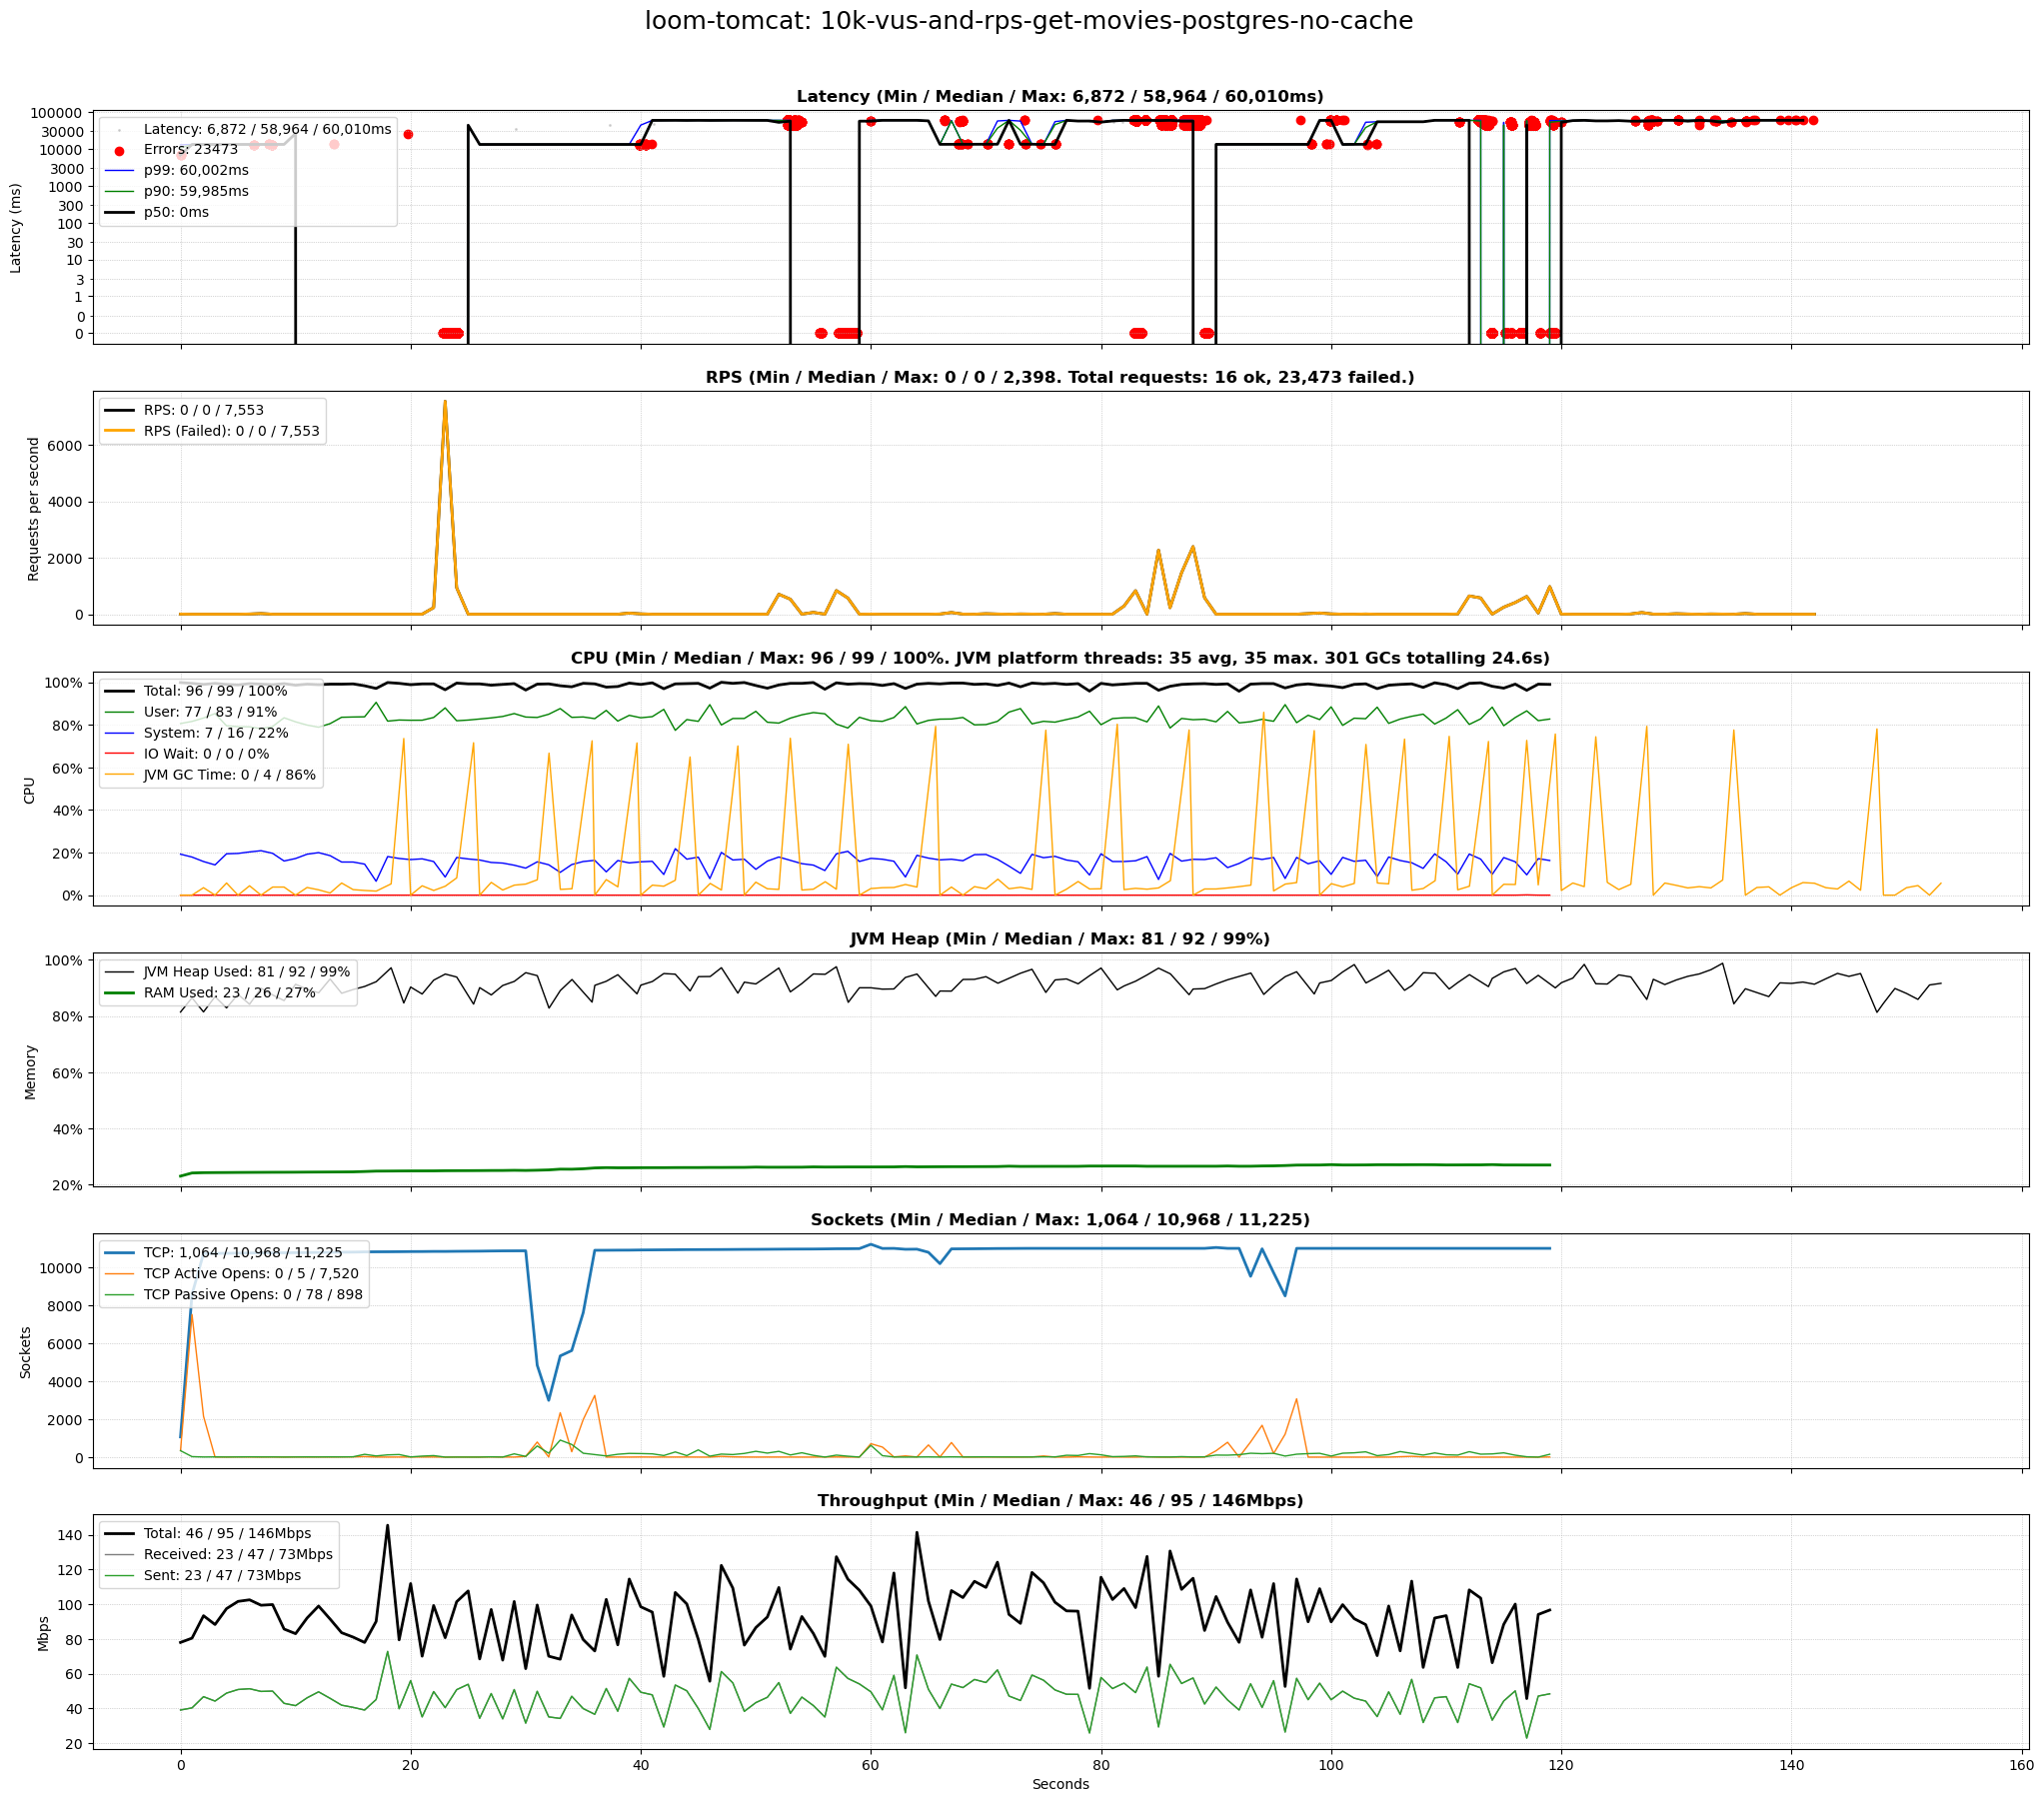 loom-tomcat: 10k-vus-and-rps-get-movies-postgres-no-cache
Latency (Min / Median / Max: 6,872 / 58,964 / 60,010ms)
Latency (ms)
100000
30000
10000
3000
1000
300
100
30
10
3
1
0
0
Latency: 6,872 / 58,964 / 60,010ms
Errors: 23473
p99: 60,002ms
p90: 59,985ms
p50: 0ms
RPS (Min / Median / Max: 0 / 0 / 2,398. Total requests: 16 ok, 23,473 failed.)
Requests per second
6000
4000
2000
0
RPS: 0 / 0 / 7,553
RPS (Failed): 0 / 0 / 7,553
CPU (Min / Median / Max: 96 / 99 / 100%. JVM platform threads: 35 avg, 35 max. 301 GCs totalling 24.6s)
CPU
100%
80%
60%
40%
20%
0%
Total: 96 / 99 / 100%
User: 77 / 83 / 91%
System: 7 / 16 / 22%
IO Wait: 0 / 0 / 0%
JVM GC Time: 0 / 4 / 86%
JVM Heap (Min / Median / Max: 81 / 92 / 99%)
Memory
100%
80%
60%
40%
20%
JVM Heap Used: 81 / 92 / 99%
RAM Used: 23 / 26 / 27%
Sockets (Min / Median / Max: 1,064 / 10,968 / 11,225)
Sockets
10000
8000
6000
4000
2000
0
TCP: 1,064 / 10,968 / 11,225
TCP Active Opens: 0 / 5 / 7,520
TCP Passive Opens: 0 / 78 / 898
Throughput (Min / Median / Max: 46 / 95 / 146Mbps)
Mbps
140
120
100
80
60
40
20
Total: 46 / 95 / 146Mbps
Received: 23 / 47 / 73Mbps
Sent: 23 / 47 / 73Mbps
0 20 40 60 80 100 120 140 160
Seconds